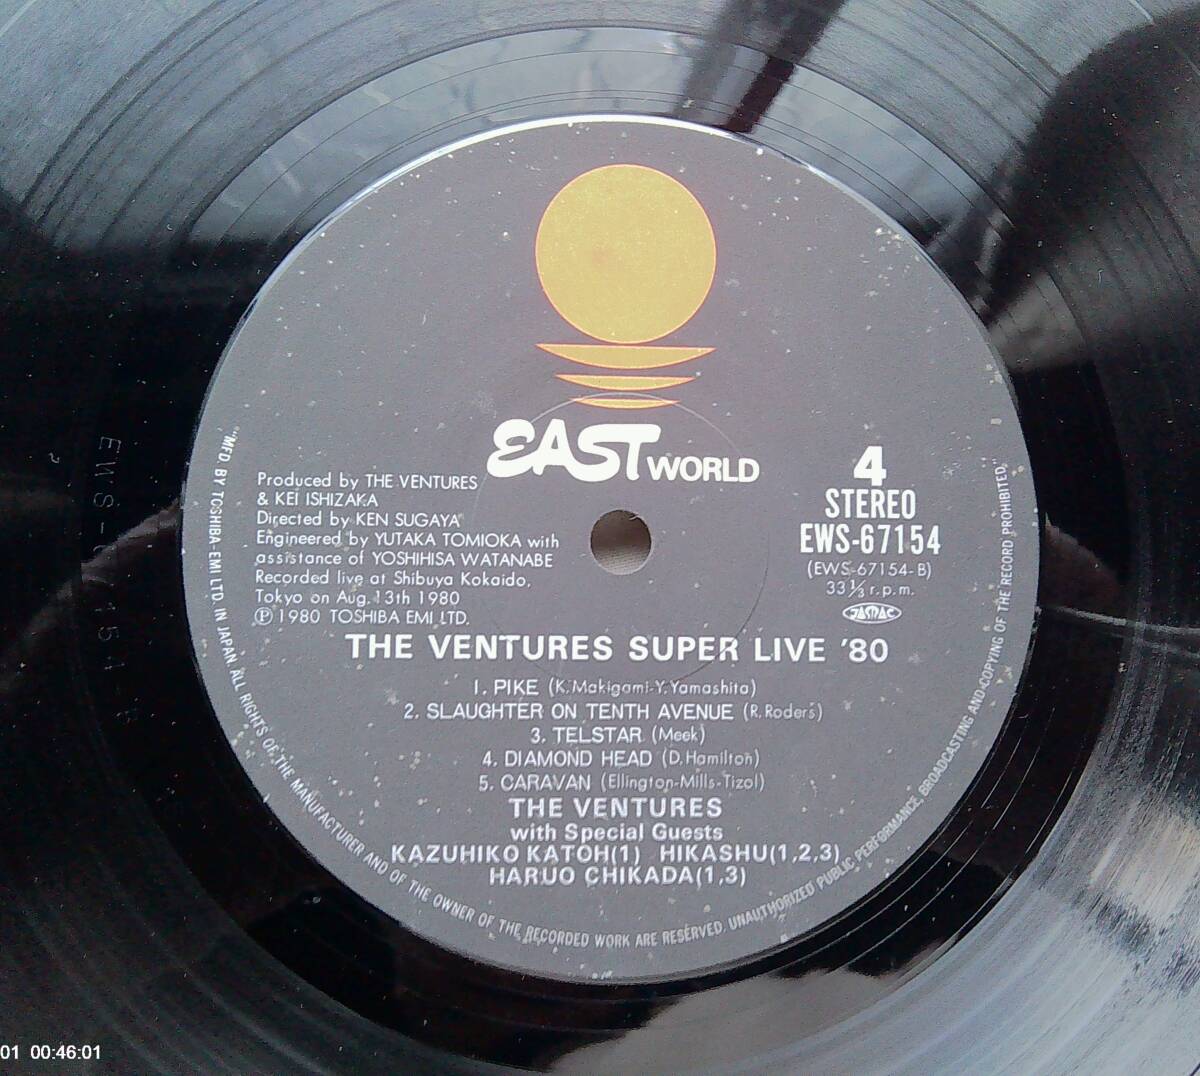 EAST WORLD
Produced by THE VENTURES
& KEI ISHIZAKA
Directed by KEN SUGAYA
Engineered by YUTAKA TOMIOKA with
assistance of YOSHIHISA WATANABE
Recorded live at Shibuya Kokaido,
Tokyo on Aug. 13th 1980
Ⓟ 1980 TOSHIBA EMI LTD.
4
STEREO
EWS-67154
(EWS-67154-B)
33⅓ r.p.m.
JASRAC
THE VENTURES SUPER LIVE '80
1. PIKE (K.Makigami-Y.Yamashita)
2. SLAUGHTER ON TENTH AVENUE (R.Roders)
3. TELSTAR (Meek)
4. DIAMOND HEAD (D.Hamilton)
5. CARAVAN (Ellington-Mills-Tizol)
THE VENTURES
with Special Guests
KAZUHIKO KATOH(1) HIKASHU(1,2,3)
HARUO CHIKADA(1,3)
"MFD. BY TOSHIBA-EMI LTD. IN JAPAN. ALL RIGHTS OF THE MANUFACTURER AND OF THE OWNER OF THE RECORDED WORK ARE RESERVED. UNAUTHORIZED PUBLIC PERFORMANCE, BROADCASTING AND COPYING OF THE RECORD PROHIBITED."
01 00:46:01